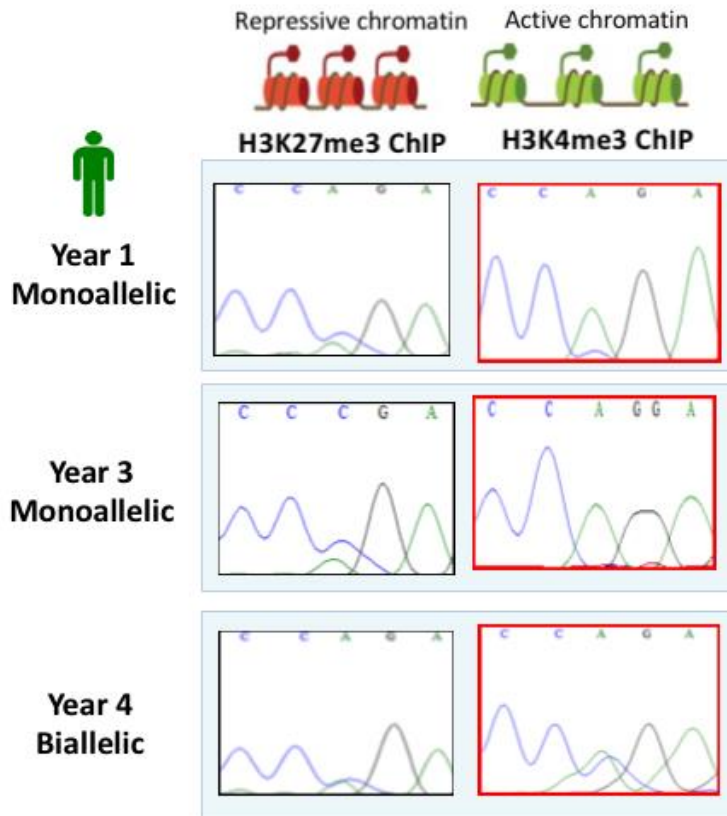 Repressive chromatin
Active chromatin
H3K27me3 ChIP
H3K4me3 ChIP
Year 1
Monoallelic
C C A G A
C C A G A
Year 3
Monoallelic
C C C G A
C C A G G A
Year 4
Biallelic
C C A G A
C C A G A